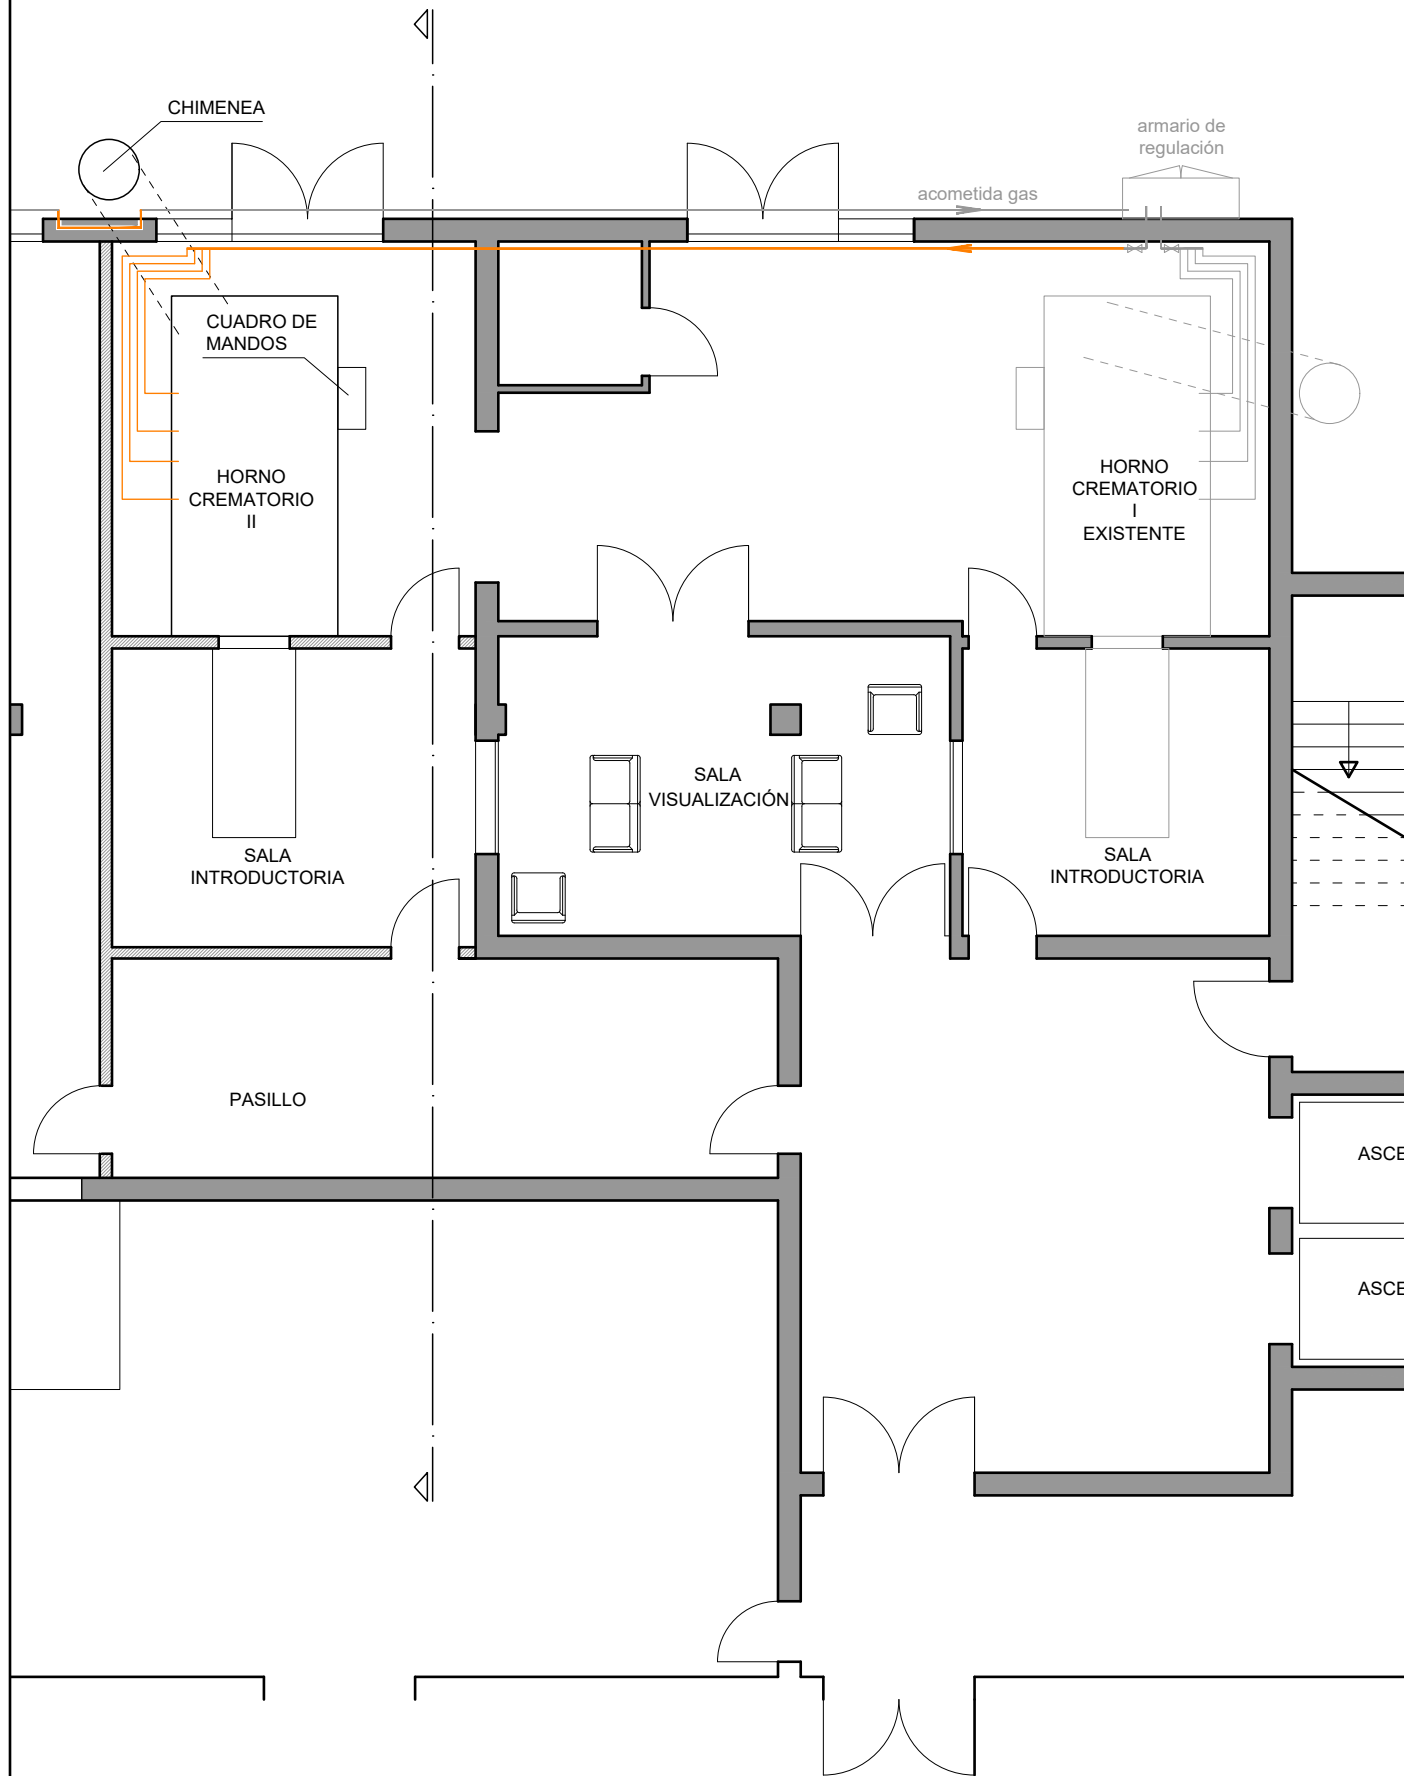 CHIMENEA
armario de
regulación
acometida gas
CUADRO DE
MANDOS
HORNO
CREMATORIO
II
HORNO
CREMATORIO
I
EXISTENTE
SALA
VISUALIZACIÓN
SALA
INTRODUCTORIA
SALA
INTRODUCTORIA
PASILLO
ASCE
ASCE